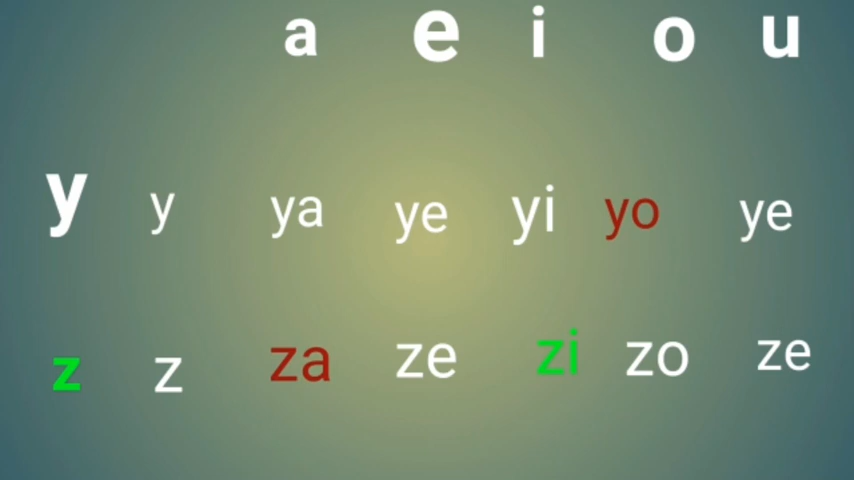 a e i o u
y y ya ye yi yo ye
z z za ze zi zo ze